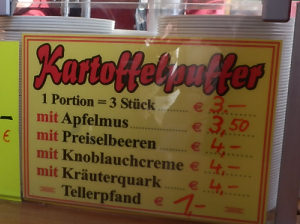 Kartoffelpuffer
1 Portion = 3 Stück ........ € 3,-
mit Apfelmus ............... € 3,50
mit Preiselbeeren ....... € 4,-
mit Knoblauchcreme .. € 4,-
mit Kräuterquark ........ € 4,-
Tellerpfand € 1,-
€